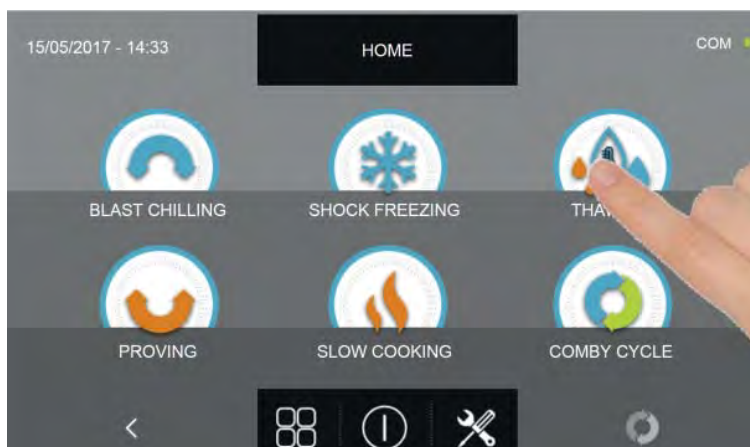 15/05/2017 - 14:33
HOME
COM
BLAST CHILLING
SHOCK FREEZING
PROVING
SLOW COOKING
COMBY CYCLE